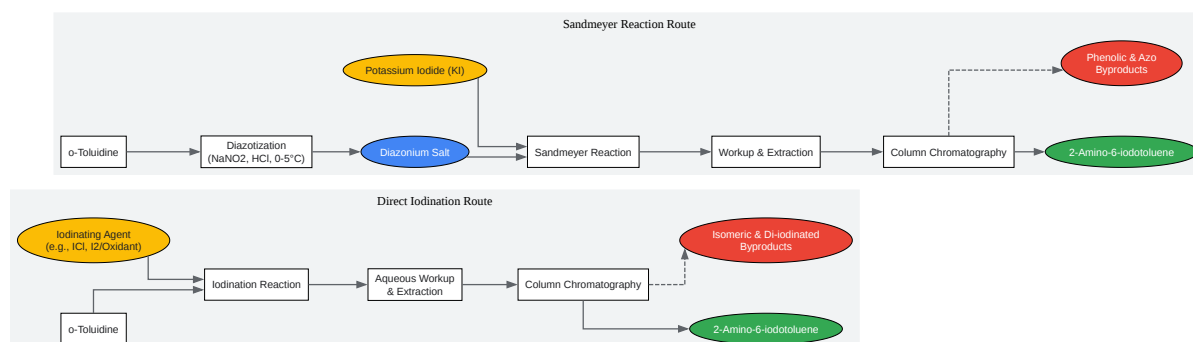 Sandmeyer Reaction Route
Potassium Iodide (KI)
Phenolic & Azo
Byproducts
o-Toluidine
Diazotization
(NaNO2, HCl, 0-5°C)
Diazonium Salt
Sandmeyer Reaction
Workup & Extraction
Column Chromatography
2-Amino-6-iodotoluene
Direct Iodination Route
Iodinating Agent
(e.g., ICl, I2/Oxidant)
Isomeric & Di-iodinated
Byproducts
Iodination Reaction
Aqueous Workup
& Extraction
Column Chromatography
o-Toluidine
2-Amino-6-iodotoluene